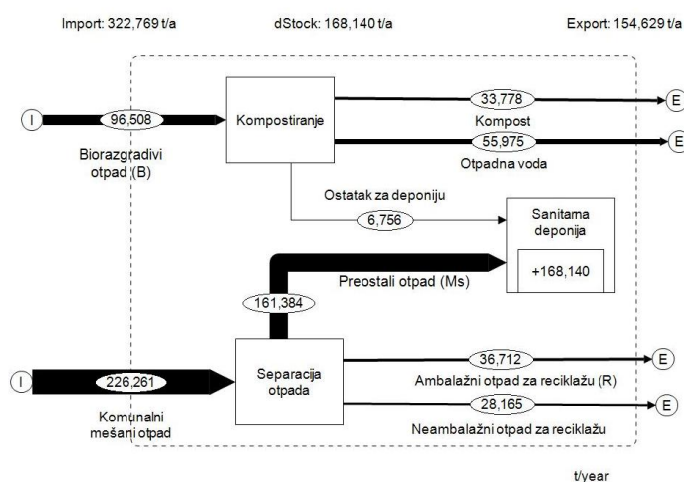 Import: 322,769 t/a dStock: 168,140 t/a Export: 154,629 t/a
I
96,508
Biorazgradivi
otpad (B)
Kompostiranje
33,778
Kompost
E
55,975
Otpadna voda
E
Ostatak za deponiju
6,756
Sanitarna
deponija
+168,140
Preostali otpad (Ms)
161,384
I
226,261
Komunalni
mešani otpad
Separacija
otpada
36,712
Ambalažni otpad za reciklažu (R)
E
28,165
Neambalažni otpad za reciklažu
E
t/year